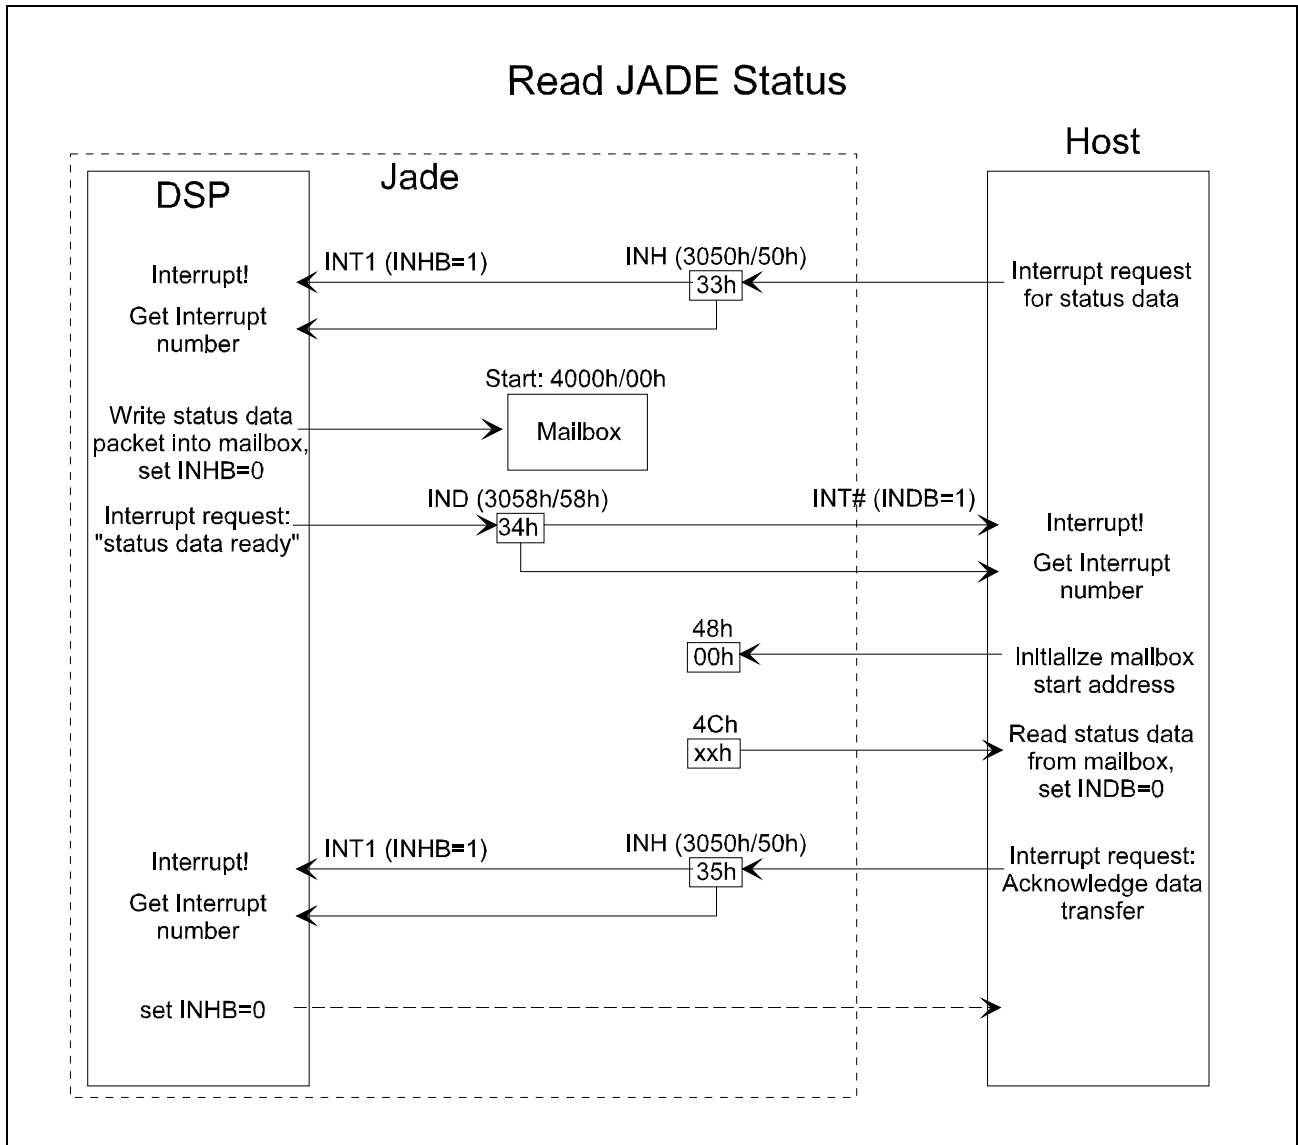 Read JADE Status
Host
Jade
DSP
INT1 (INHB=1)
INH (3050h/50h)
Interrupt!
33h
Interrupt request
for status data
Get Interrupt
number
Start: 4000h/00h
Write status data
packet into mailbox,
set INHB=0
Mailbox
IND (3058h/58h)
INT# (INDB=1)
Interrupt request:
"status data ready"
34h
Interrupt!
Get Interrupt
number
48h
00h
Initialize mailbox
start address
4Ch
xxh
Read status data
from mailbox,
set INDB=0
INT1 (INHB=1)
INH (3050h/50h)
Interrupt!
35h
Interrupt request:
Acknowledge data
transfer
Get Interrupt
number
set INHB=0